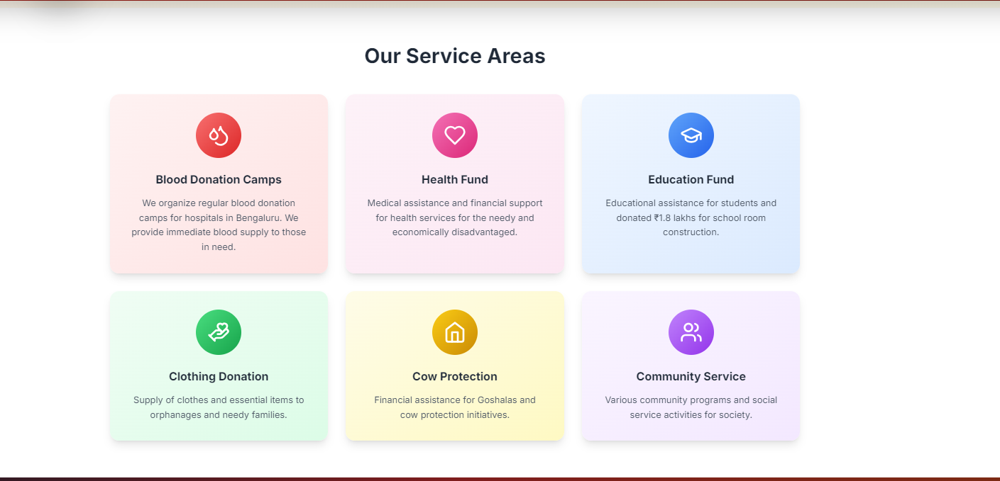 Our Service Areas
Blood Donation Camps
We organize regular blood donation
camps for hospitals in Bengaluru. We
provide immediate blood supply to those
in need.
Health Fund
Medical assistance and financial support
for health services for the needy and
economically disadvantaged.
Education Fund
Educational assistance for students and
donated ₹1.8 lakhs for school room
construction.
Clothing Donation
Supply of clothes and essential items to
orphanages and needy families.
Cow Protection
Financial assistance for Goshalas and
cow protection initiatives.
Community Service
Various community programs and social
service activities for society.